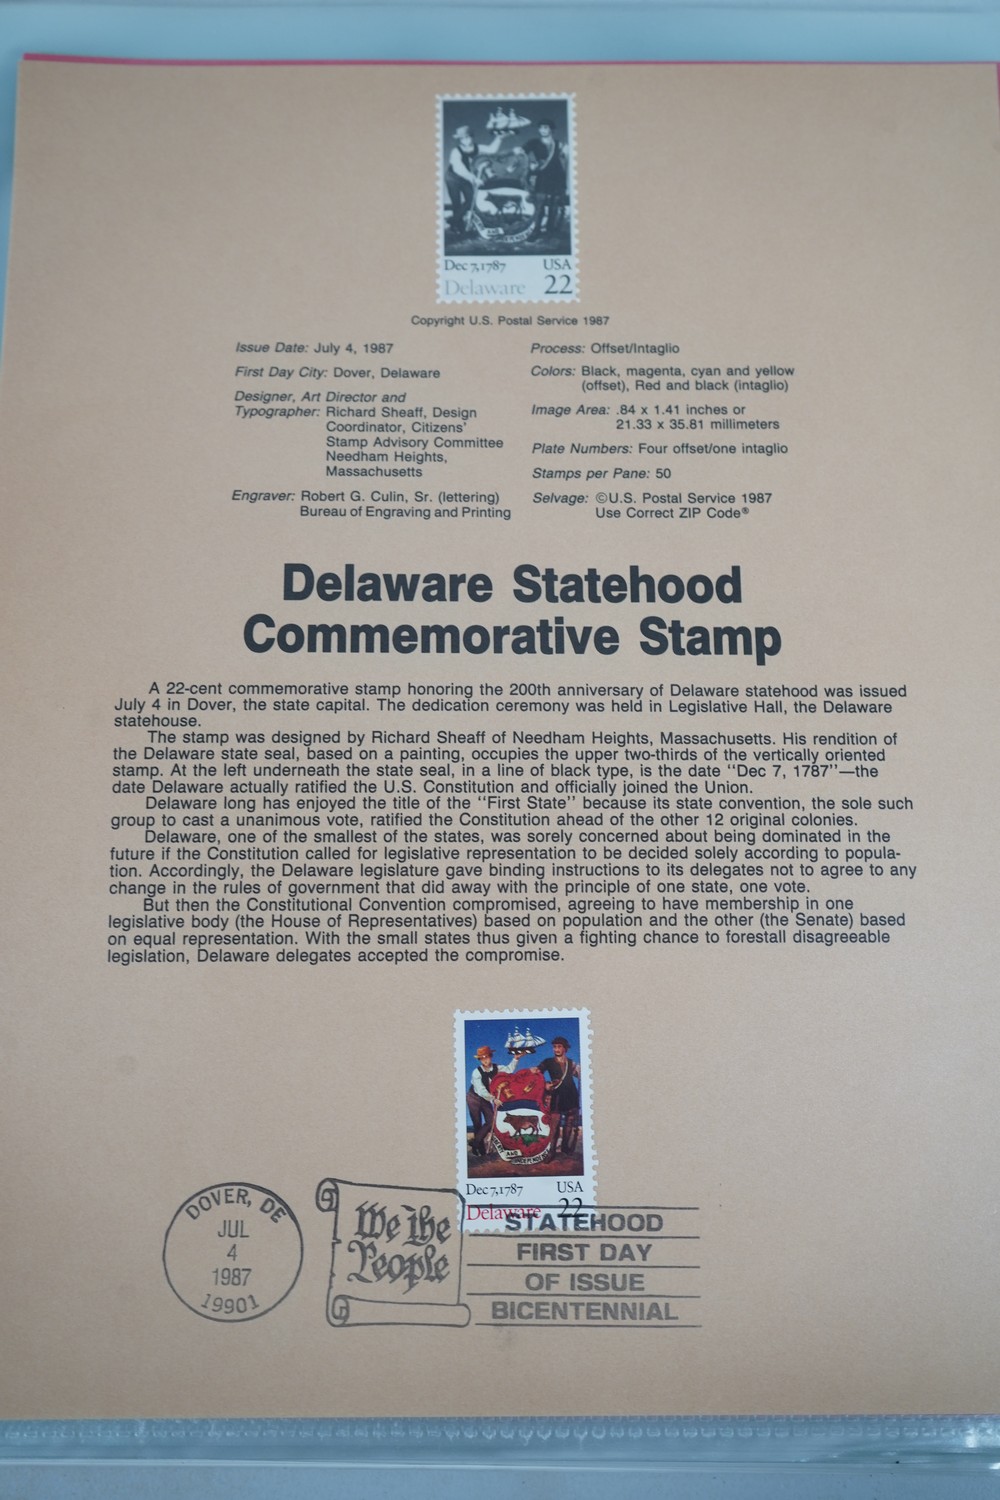 Dec 7, 1787 USA
Delaware 22
Copyright U.S. Postal Service 1987
Issue Date: July 4, 1987
First Day City: Dover, Delaware
Designer, Art Director and
Typographer: Richard Sheaff, Design
Coordinator, Citizens'
Stamp Advisory Committee
Needham Heights,
Massachusetts
Engraver: Robert G. Culin, Sr. (lettering)
Bureau of Engraving and Printing
Process: Offset/Intaglio
Colors: Black, magenta, cyan and yellow
(offset), Red and black (intaglio)
Image Area: .84 x 1.41 inches or
21.33 x 35.81 millimeters
Plate Numbers: Four offset/one intaglio
Stamps per Pane: 50
Selvage: ©U.S. Postal Service 1987
Use Correct ZIP Code®
Delaware Statehood
Commemorative Stamp
A 22-cent commemorative stamp honoring the 200th anniversary of Delaware statehood was issued
July 4 in Dover, the state capital. The dedication ceremony was held in Legislative Hall, the Delaware
statehouse.
The stamp was designed by Richard Sheaff of Needham Heights, Massachusetts. His rendition of
the Delaware state seal, based on a painting, occupies the upper two-thirds of the vertically oriented
stamp. At the left underneath the state seal, in a line of black type, is the date "Dec 7, 1787"—the
date Delaware actually ratified the U.S. Constitution and officially joined the Union.
Delaware long has enjoyed the title of the "First State" because its state convention, the sole such
group to cast a unanimous vote, ratified the Constitution ahead of the other 12 original colonies.
Delaware, one of the smallest of the states, was sorely concerned about being dominated in the
future if the Constitution called for legislative representation to be decided solely according to popula-
tion. Accordingly, the Delaware legislature gave binding instructions to its delegates not to agree to any
change in the rules of government that did away with the principle of one state, one vote.
But then the Constitutional Convention compromised, agreeing to have membership in one
legislative body (the House of Representatives) based on population and the other (the Senate) based
on equal representation. With the small states thus given a fighting chance to forestall disagreeable
legislation, Delaware delegates accepted the compromise.
Dec 7, 1787 USA
Delaware 22
DOVER, DE
JUL
4
1987
19901
We the
People
STATEHOOD
FIRST DAY
OF ISSUE
BICENTENNIAL